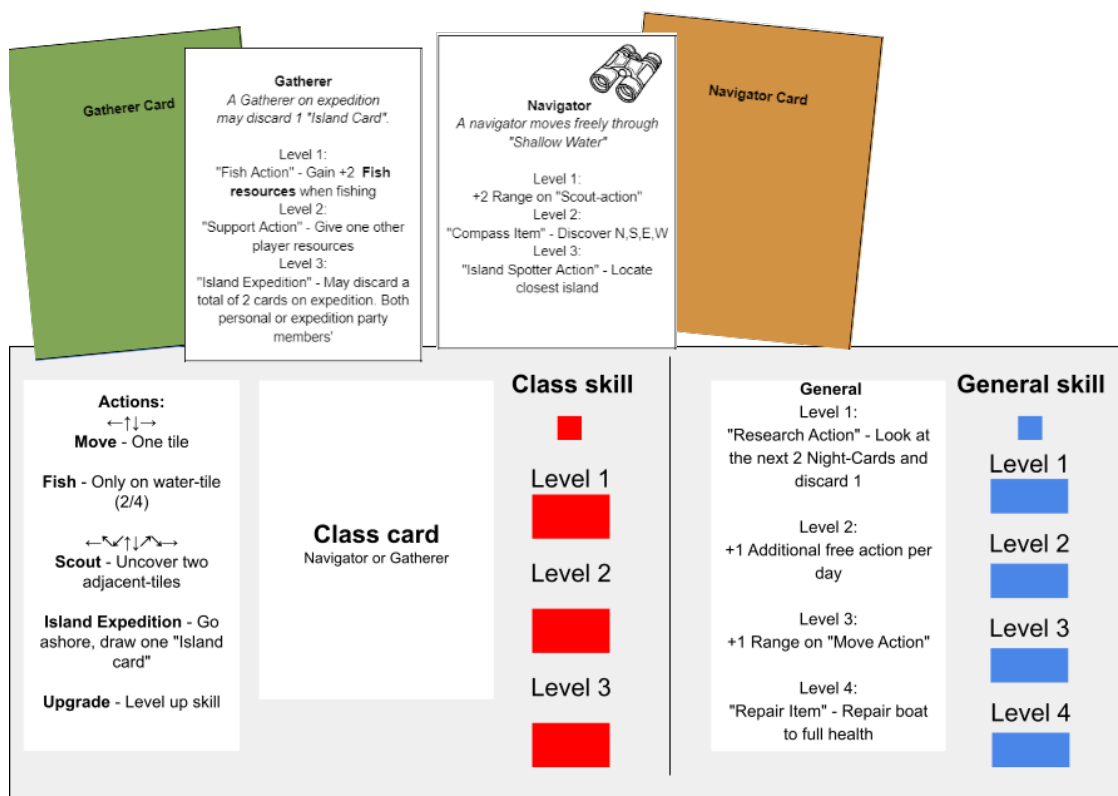 Gatherer Card
Gatherer
A Gatherer on expedition
may discard 1 "Island Card".
Level 1:
"Fish Action" - Gain +2 Fish
resources when fishing
Level 2:
"Support Action" - Give one other
player resources
Level 3:
"Island Expedition" - May discard a
total of 2 cards on expedition. Both
personal or expedition party
members'
Navigator
A navigator moves freely through
"Shallow Water"
Level 1:
+2 Range on "Scout-action"
Level 2:
"Compass Item" - Discover N,S,E,W
Level 3:
"Island Spotter Action" - Locate
closest island
Navigator Card
Actions:
←↑↓→
Move - One tile
Fish - Only on water-tile
(2/4)
←↖↙↑↓↗↘→
Scout - Uncover two
adjacent-tiles
Island Expedition - Go
ashore, draw one "Island
card"
Upgrade - Level up skill
Class card
Navigator or Gatherer
Class skill
Level 1
Level 2
Level 3
General
Level 1:
"Research Action" - Look at
the next 2 Night-Cards and
discard 1
Level 2:
+1 Additional free action per
day
Level 3:
+1 Range on "Move Action"
Level 4:
"Repair Item" - Repair boat
to full health
General skill
Level 1
Level 2
Level 3
Level 4